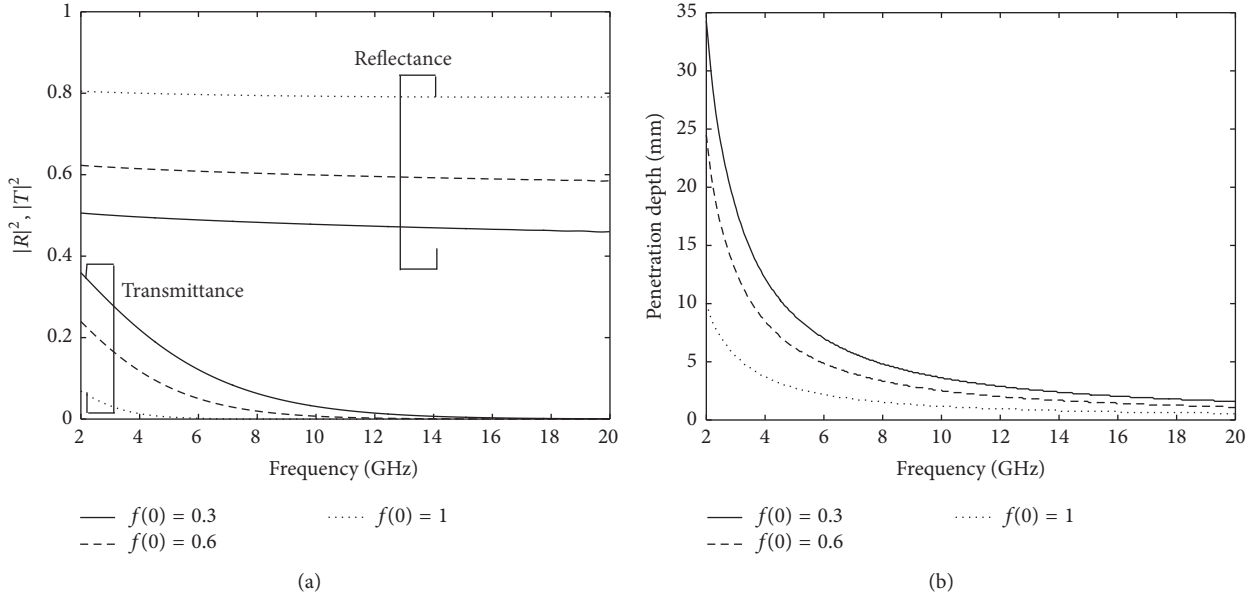 1
0.8
0.6
0.4
0.2
0
|R|², |T|²
Reflectance
Transmittance
2 4 6 8 10 12 14 16 18 20
Frequency (GHz)
f(0) = 0.3
f(0) = 0.6
f(0) = 1
(a)
35
30
25
20
15
10
5
0
Penetration depth (mm)
2 4 6 8 10 12 14 16 18 20
Frequency (GHz)
f(0) = 0.3
f(0) = 0.6
f(0) = 1
(b)